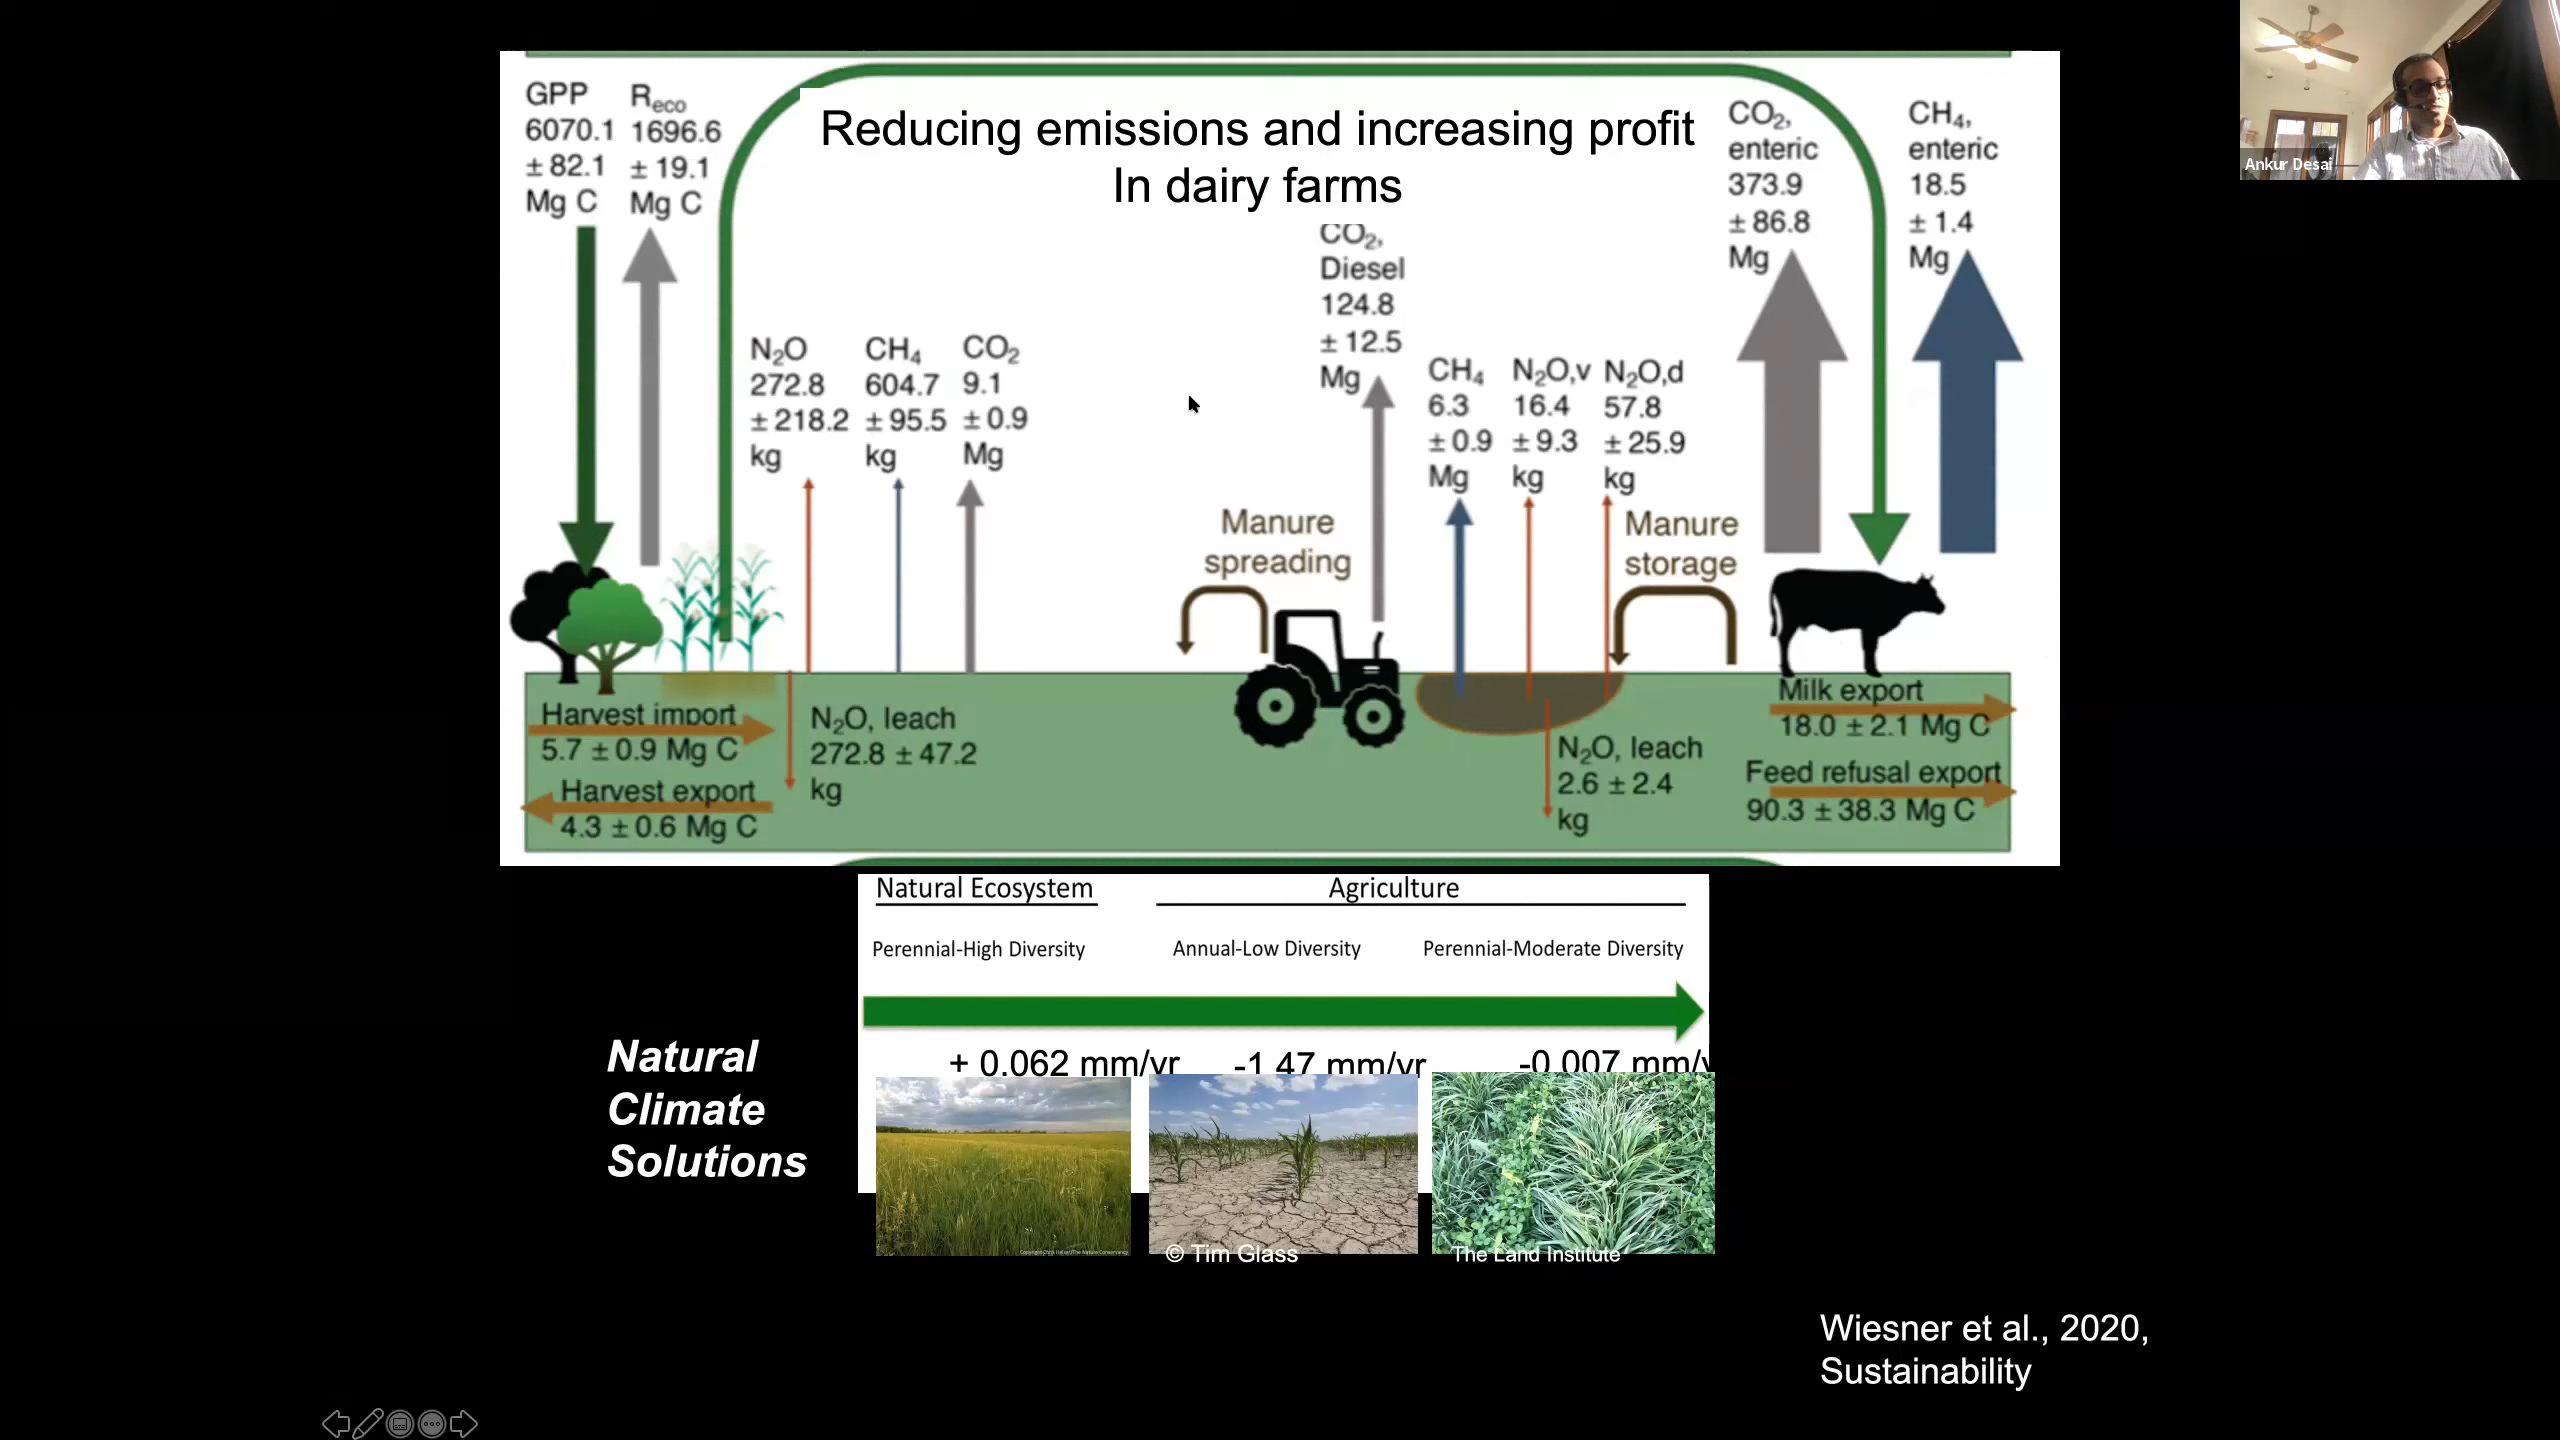 Ankur Desai
GPP
6070.1
± 82.1
Mg C
Reco
1696.6
± 19.1
Mg C
Reducing emissions and increasing profit
In dairy farms
CO2,
enteric
373.9
± 86.8
Mg
CH4,
enteric
18.5
± 1.4
Mg
N2O
272.8
± 218.2
kg
CH4
604.7
± 95.5
kg
CO2
9.1
± 0.9
Mg
CO2,
Diesel
124.8
± 12.5
Mg
CH4
6.3
± 0.9
Mg
N2O,v
16.4
± 9.3
kg
N2O,d
57.8
± 25.9
kg
Manure
spreading
Manure
storage
Harvest import
5.7 ± 0.9 Mg C
Harvest export
4.3 ± 0.6 Mg C
N2O, leach
272.8 ± 47.2
kg
N2O, leach
2.6 ± 2.4
kg
Milk export
18.0 ± 2.1 Mg C
Feed refusal export
90.3 ± 38.3 Mg C
Natural Ecosystem
Agriculture
Perennial-High Diversity
Annual-Low Diversity
Perennial-Moderate Diversity
+ 0.062 mm/yr
-1.47 mm/yr
-0.007 mm/y
Natural
Climate
Solutions
© Tim Glass
The Land Institute
Wiesner et al., 2020,
Sustainability